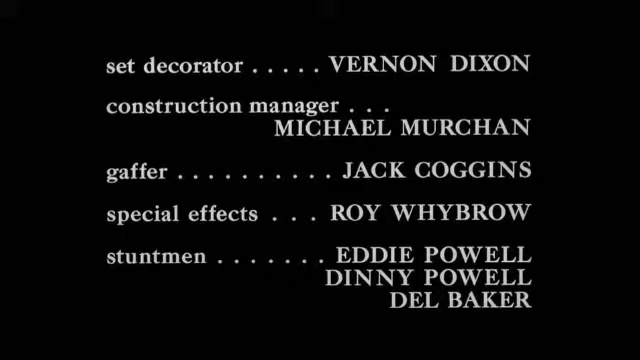 set decorator . . . . . VERNON DIXON
construction manager . . .
MICHAEL MURCHAN
gaffer . . . . . . . . . . JACK COGGINS
special effects . . . ROY WHYBROW
stuntmen . . . . . . . EDDIE POWELL
DINNY POWELL
DEL BAKER